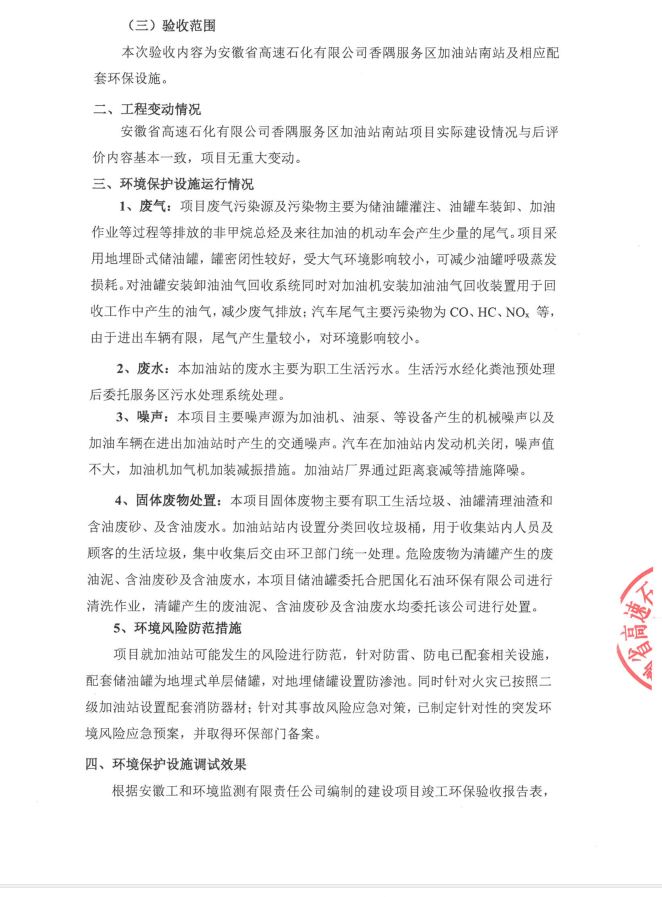 （三）验收范围
本次验收内容为安徽省高速石化有限公司香隅服务区加油站南站及相应配
套环保设施。
二、工程变动情况
安徽省高速石化有限公司香隅服务区加油站南站项目实际建设情况与后评
价内容基本一致，项目无重大变动。
三、环境保护设施运行情况
1、废气：项目废气污染源及污染物主要为储油罐灌注、油罐车装卸、加油
作业等过程等排放的非甲烷总烃及来往加油的机动车会产生少量的尾气。项目采
用地埋卧式储油罐，罐密闭性较好，受大气环境影响较小，可减少油罐呼吸蒸发
损耗。对油罐安装卸油油气回收系统同时对加油机安装加油油气回收装置用于回
收工作中产生的油气，减少废气排放；汽车尾气主要污染物为 CO、HC、NOₓ 等，
由于进出车辆有限，尾气产生量较小，对环境影响较小。
2、废水：本加油站的废水主要为职工生活污水。生活污水经化粪池预处理
后委托服务区污水处理系统处理。
3、噪声：本项目主要噪声源为加油机、油泵、等设备产生的机械噪声以及
加油车辆在进出加油站时产生的交通噪声。汽车在加油站内发动机关闭，噪声值
不大，加油机加气机加装减振措施。加油站厂界通过距离衰减等措施降噪。
4、固体废物处置：本项目固体废物主要有职工生活垃圾、油罐清理油渣和
含油废砂、及含油废水。加油站站内设置分类回收垃圾桶，用于收集站内人员及
顾客的生活垃圾，集中收集后交由环卫部门统一处理。危险废物为清罐产生的废
油泥、含油废砂及含油废水，本项目储油罐委托合肥国化石油环保有限公司进行
清洗作业，清罐产生的废油泥、含油废砂及含油废水均委托该公司进行处置。
5、环境风险防范措施
项目就加油站可能发生的风险进行防范，针对防雷、防电已配套相关设施，
配套储油罐为地埋式单层储罐，对地埋储罐设置防渗池。同时针对火灾已按照二
级加油站设置配套消防器材；针对其事故风险应急对策，已制定针对性的突发环
境风险应急预案，并取得环保部门备案。
四、环境保护设施调试效果
根据安徽工和环境监测有限责任公司编制的建设项目竣工环保验收报告表，
省高速